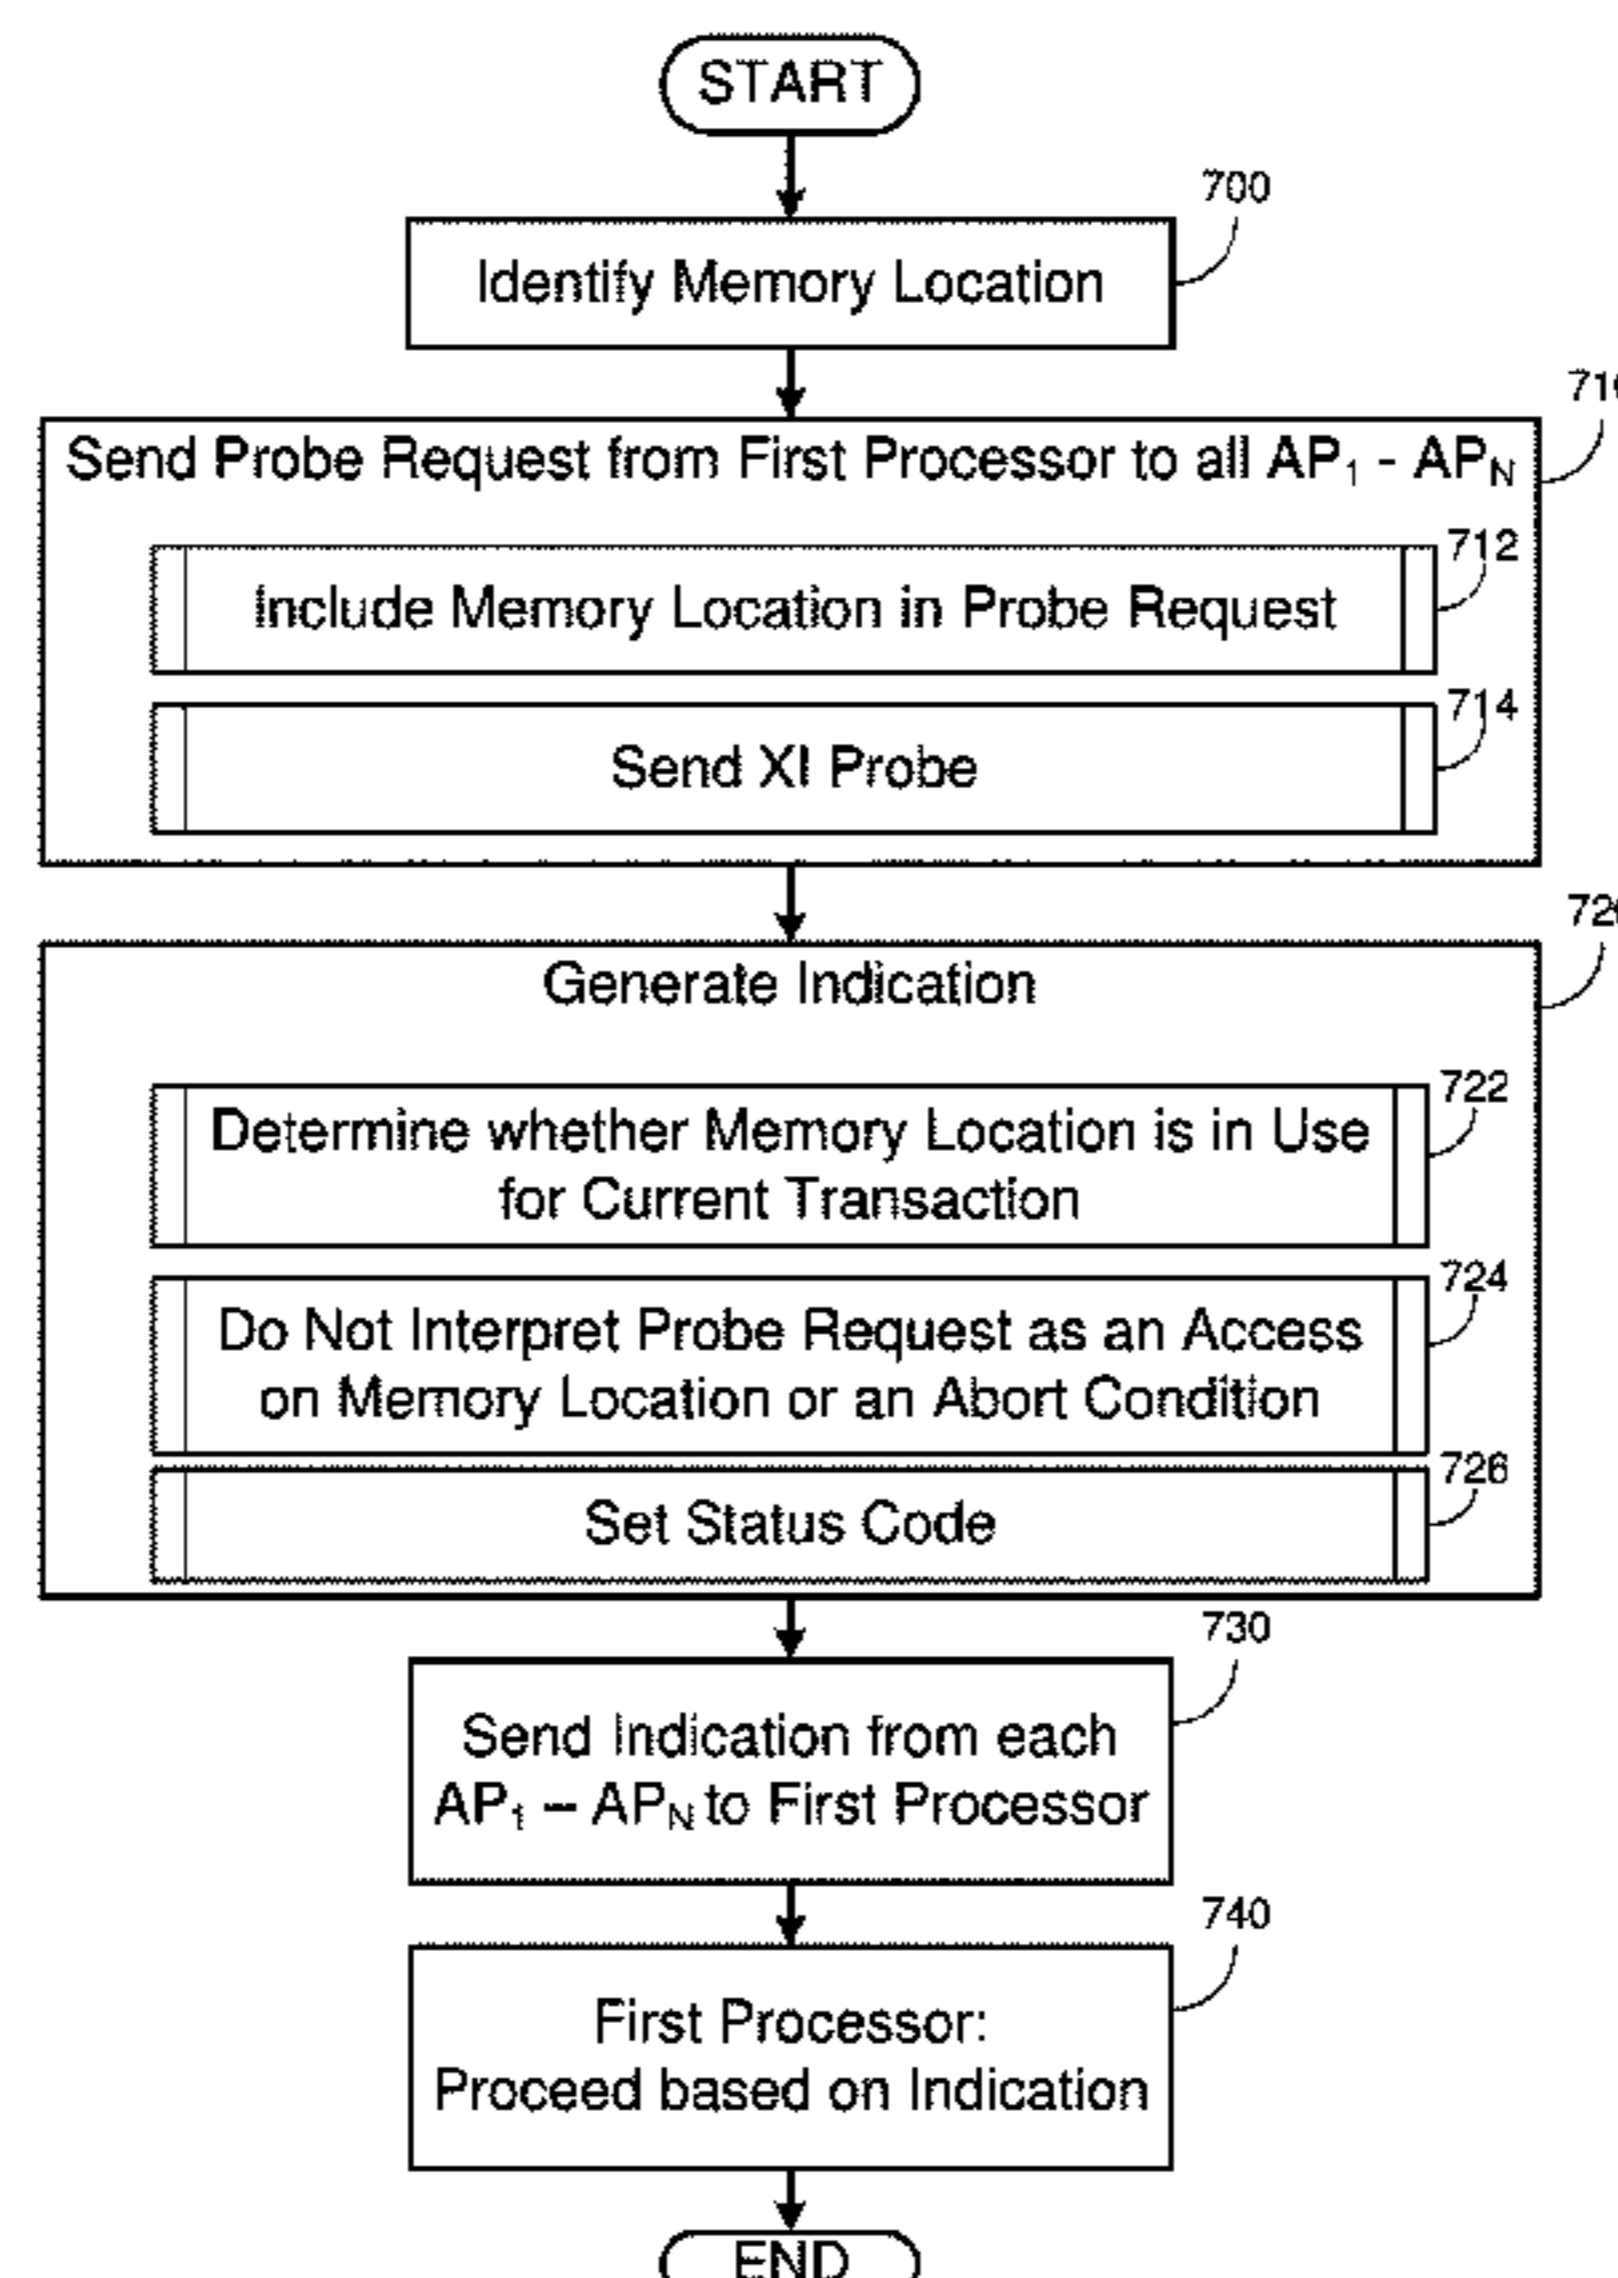 START
700
Identify Memory Location
Send Probe Request from First Processor to all AP₁ - APN
712
Include Memory Location in Probe Request
714
Send XI Probe
Generate Indication
722
Determine whether Memory Location is in Use
for Current Transaction
724
Do Not Interpret Probe Request as an Access
on Memory Location or an Abort Condition
726
Set Status Code
730
Send Indication from each
AP₁ – APN to First Processor
740
First Processor:
Proceed based on Indication
END